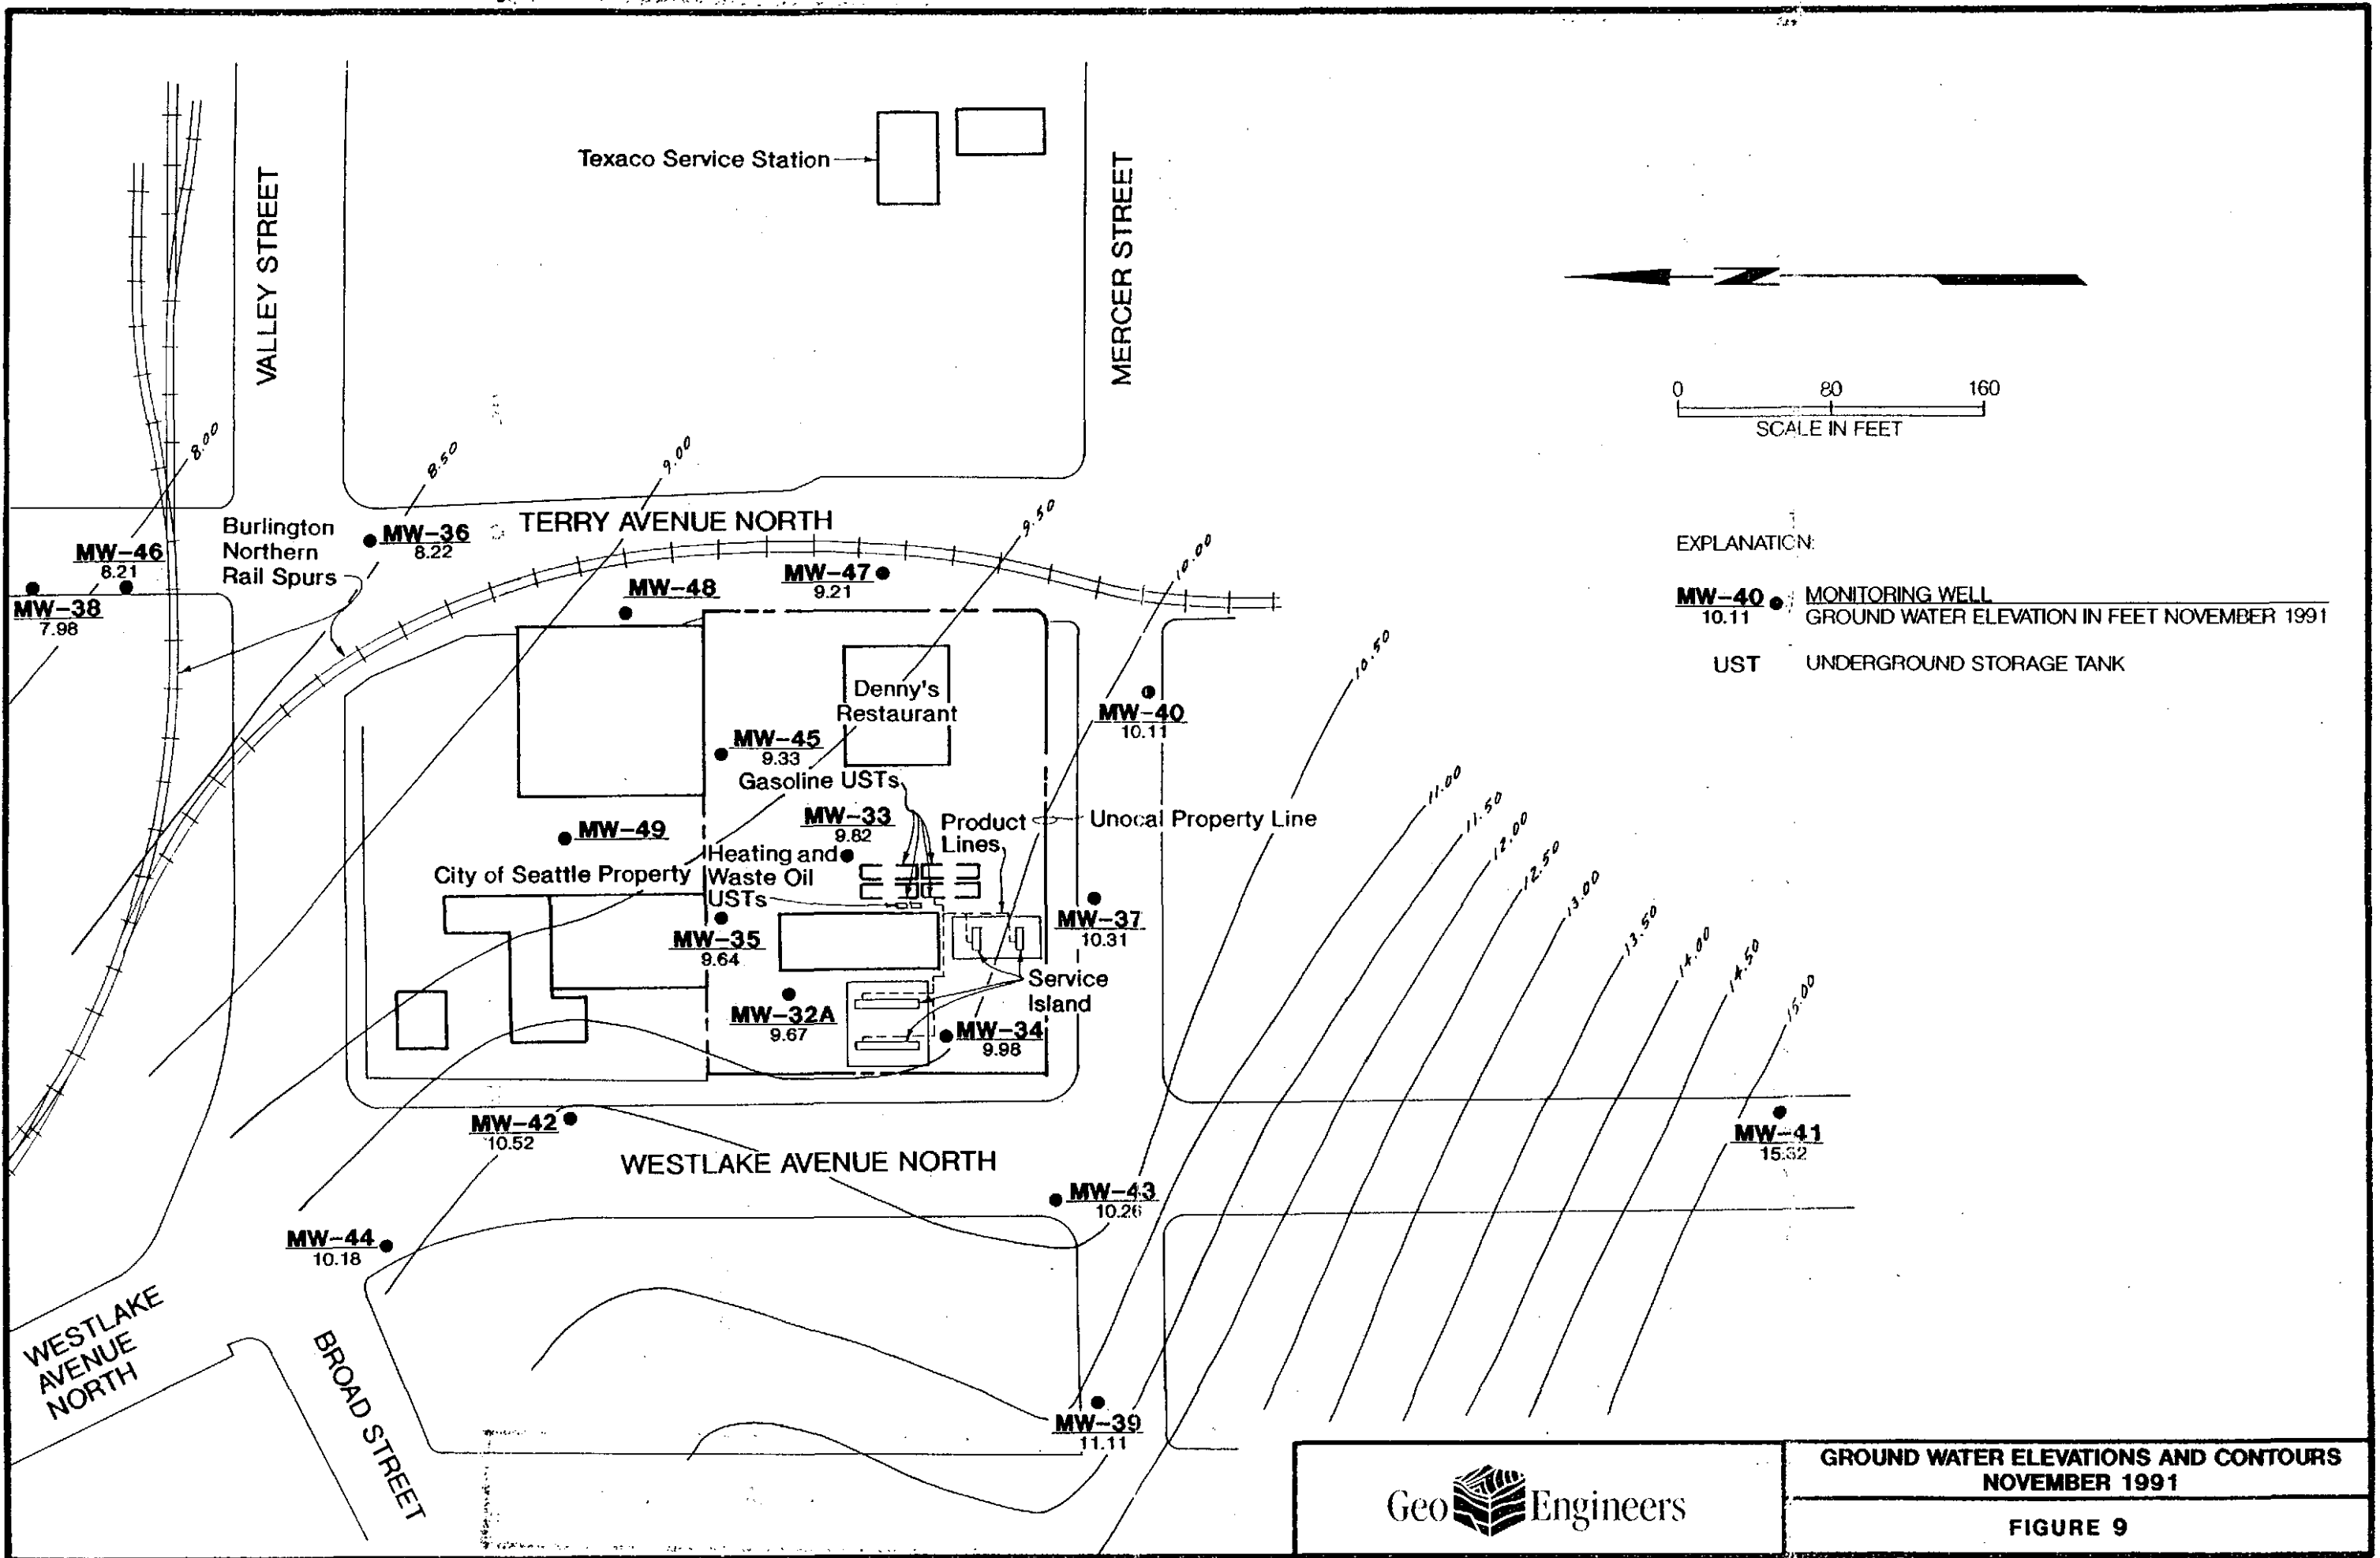 Texaco Service Station
VALLEY STREET
MERCER STREET
N
0 80 160
SCALE IN FEET
EXPLANATION:
MW-40
10.11
MONITORING WELL
GROUND WATER ELEVATION IN FEET NOVEMBER 1991
UST UNDERGROUND STORAGE TANK
8.00
8.50
9.00
9.50
10.00
10.50
11.00
11.50
12.00
12.50
13.00
13.50
14.00
14.50
15.00
Burlington
Northern
Rail Spurs
TERRY AVENUE NORTH
MW-46
8.21
MW-38
7.98
MW-36
8.22
MW-48
MW-47
9.21
MW-40
10.11
Denny's
Restaurant
MW-45
9.33
Gasoline USTs
MW-33
9.82
Product
Lines
Unocal Property Line
MW-49
Heating and
Waste Oil
USTs
City of Seattle Property
MW-35
9.64
MW-37
10.31
Service
Island
MW-32A
9.67
MW-34
9.98
MW-42
10.52
WESTLAKE AVENUE NORTH
MW-43
10.26
MW-41
15.32
MW-44
10.18
WESTLAKE
AVENUE
NORTH
BROAD STREET
MW-39
11.11
Geo Engineers
GROUND WATER ELEVATIONS AND CONTOURS
NOVEMBER 1991
FIGURE 9